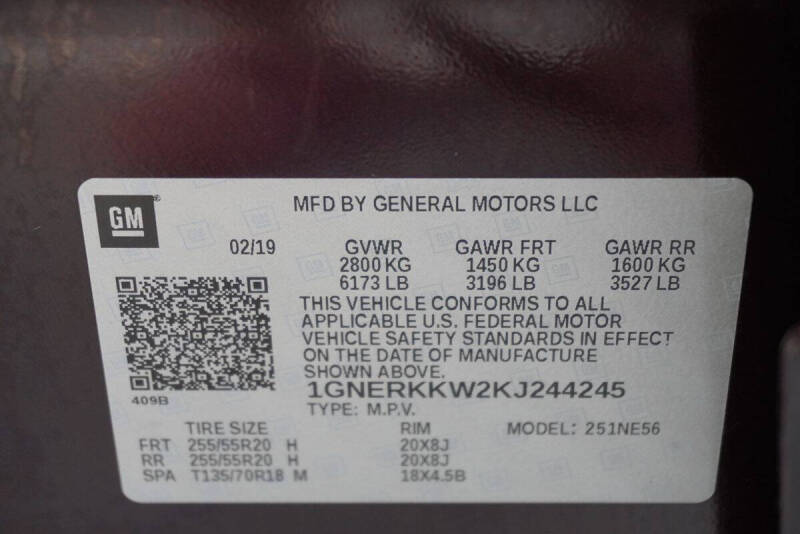 GM
MFD BY GENERAL MOTORS LLC
02/19 GVWR GAWR FRT GAWR RR
2800 KG 1450 KG 1600 KG
6173 LB 3196 LB 3527 LB
THIS VEHICLE CONFORMS TO ALL
APPLICABLE U.S. FEDERAL MOTOR
VEHICLE SAFETY STANDARDS IN EFFECT
ON THE DATE OF MANUFACTURE
SHOWN ABOVE.
409B
1GNERKKW2KJ244245
TYPE: M.P.V.
TIRE SIZE RIM MODEL: 251NE56
FRT 255/55R20 H 20X8J
RR 255/55R20 H 20X8J
SPA T135/70R18 M 18X4.5B